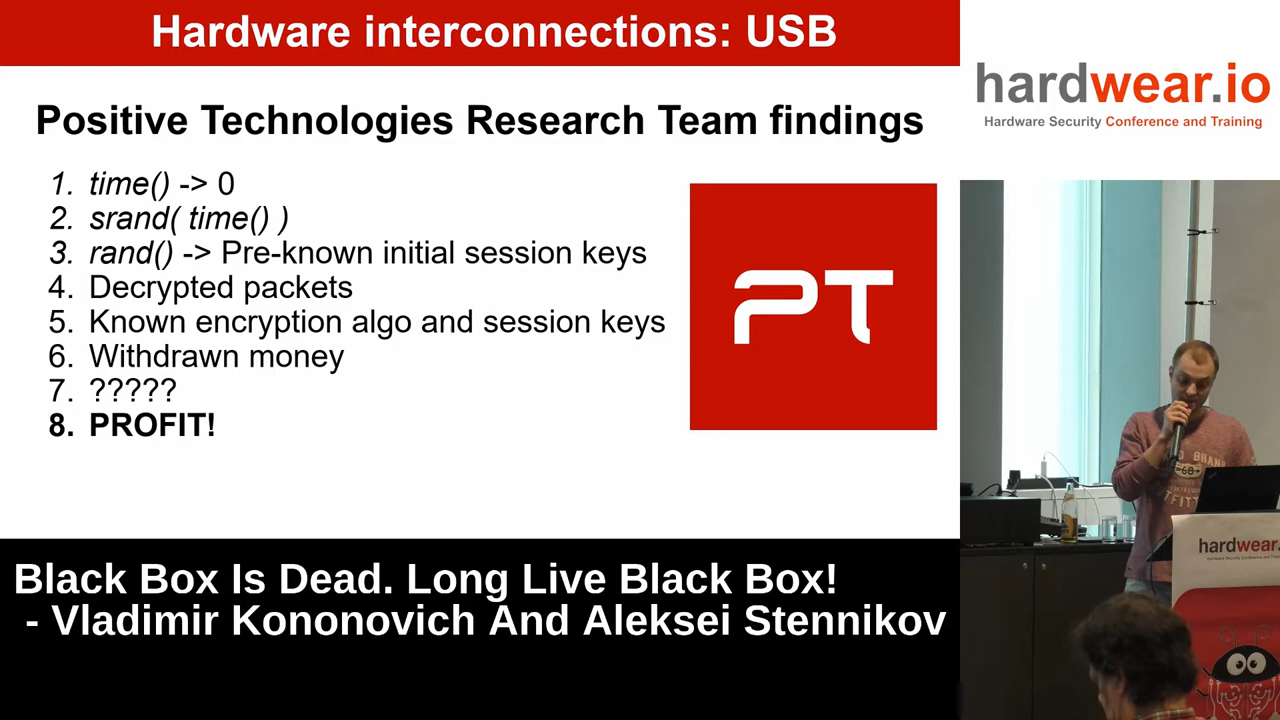 Hardware interconnections: USB
hardwear.io
Hardware Security Conference and Training
Positive Technologies Research Team findings
1. time() -> 0
2. srand( time() )
3. rand() -> Pre-known initial session keys
4. Decrypted packets
5. Known encryption algo and session keys
6. Withdrawn money
7. ?????
8. PROFIT!
PT
BRAND
68
hardwear.
Black Box Is Dead. Long Live Black Box!
- Vladimir Kononovich And Aleksei Stennikov